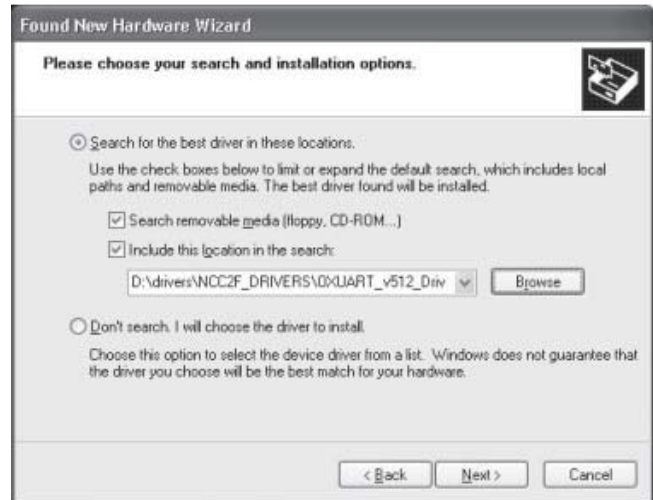 Found New Hardware Wizard
Please choose your search and installation options.
Search for the best driver in these locations.
Use the check boxes below to limit or expand the default search, which includes local
paths and removable media. The best driver found will be installed.
Search removable media (floppy, CD-ROM...)
Include this location in the search:
D:\drivers\NCC2F_DRIVERS\OXUART_v512_Driv
Browse
Don't search. I will choose the driver to install.
Choose this option to select the device driver from a list. Windows does not guarantee that
the driver you choose will be the best match for your hardware.
< Back
Next >
Cancel